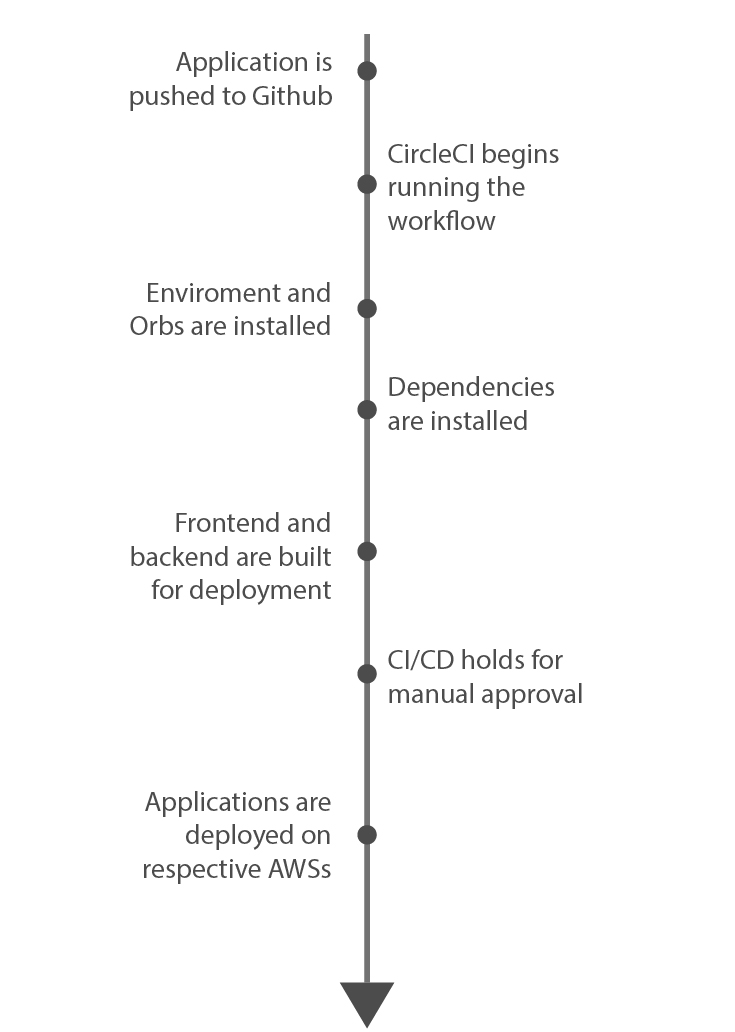 Application is
pushed to Github
CircleCI begins
running the
workflow
Enviroment and
Orbs are installed
Dependencies
are installed
Frontend and
backend are built
for deployment
CI/CD holds for
manual approval
Applications are
deployed on
respective AWSs